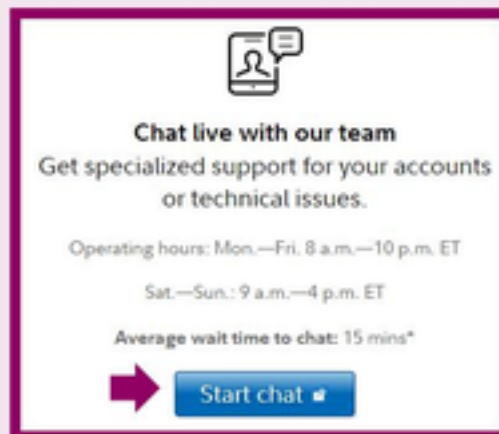 Chat live with our team
Get specialized support for your accounts
or technical issues.
Operating hours: Mon.—Fri. 8 a.m.—10 p.m. ET
Sat.—Sun.: 9 a.m.—4 p.m. ET
Average wait time to chat: 15 mins*
Start chat